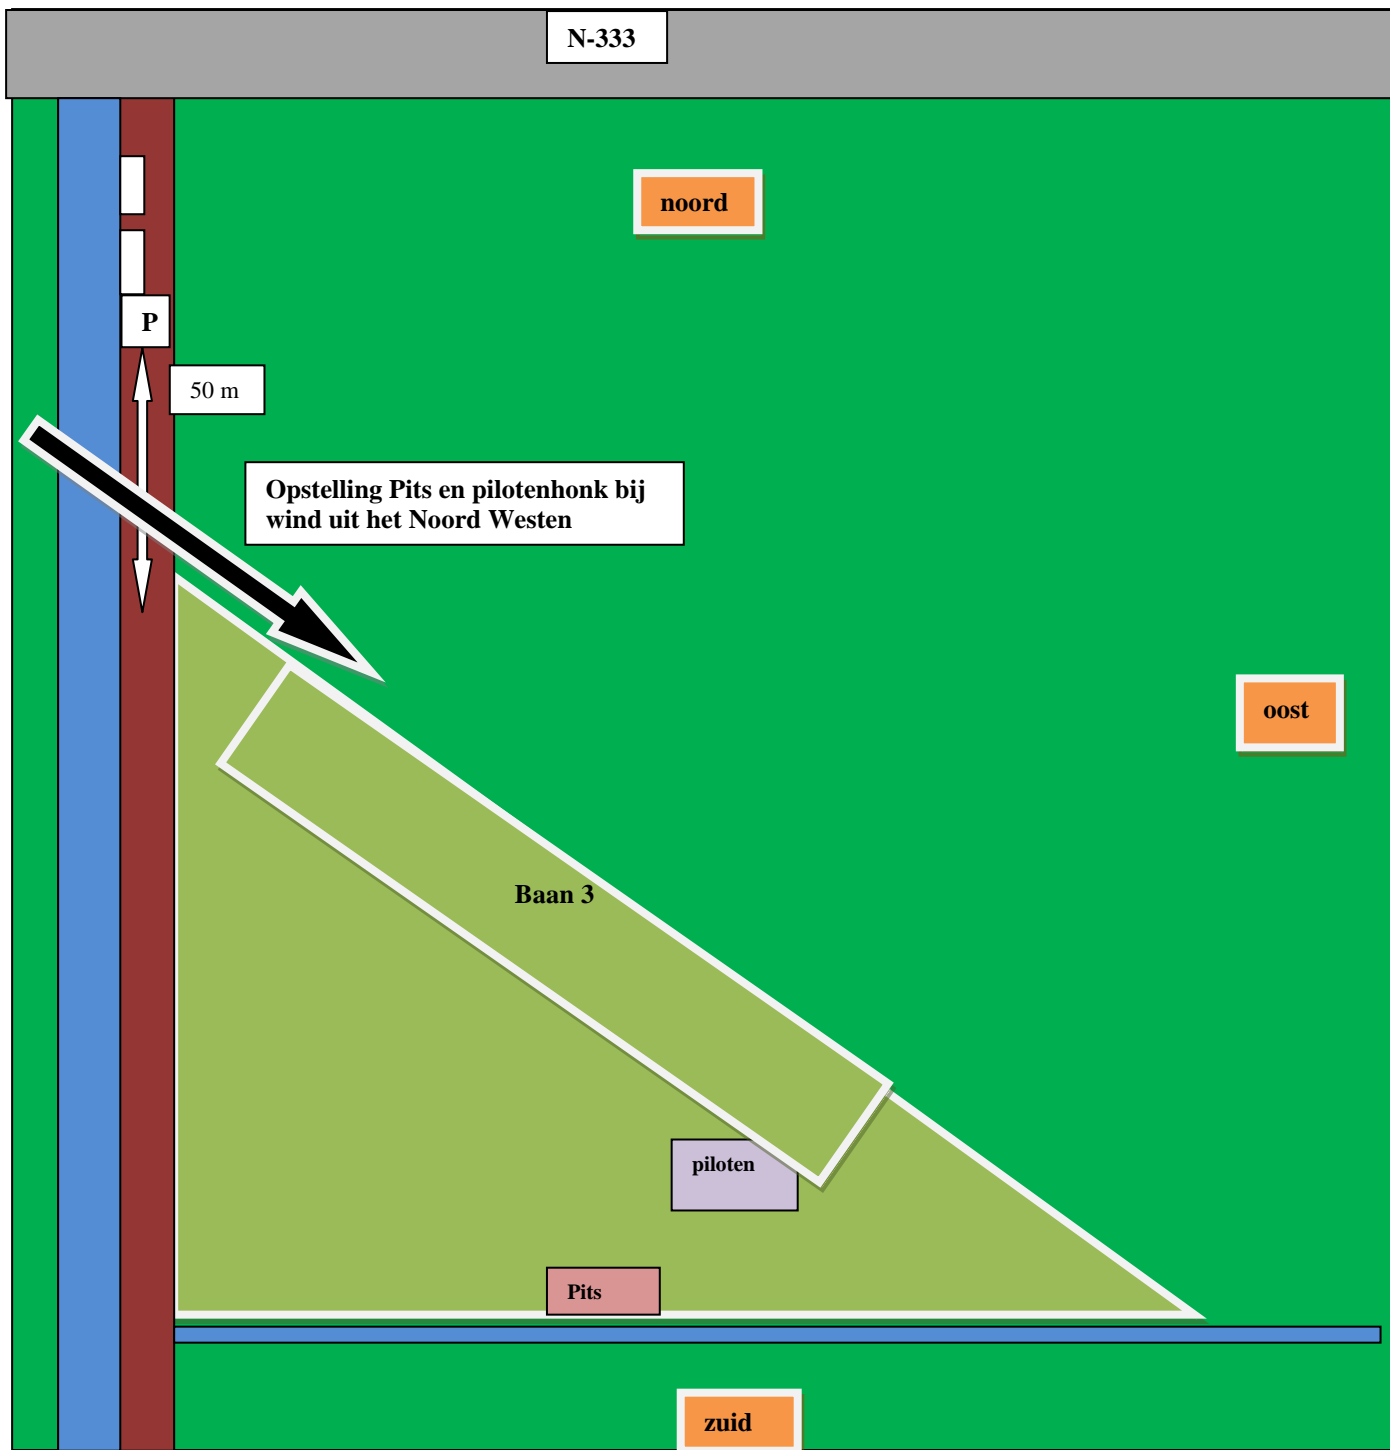 N-333
noord
P
50 m
Opstelling Pits en pilotenhonk bij
wind uit het Noord Westen
oost
Baan 3
piloten
Pits
zuid